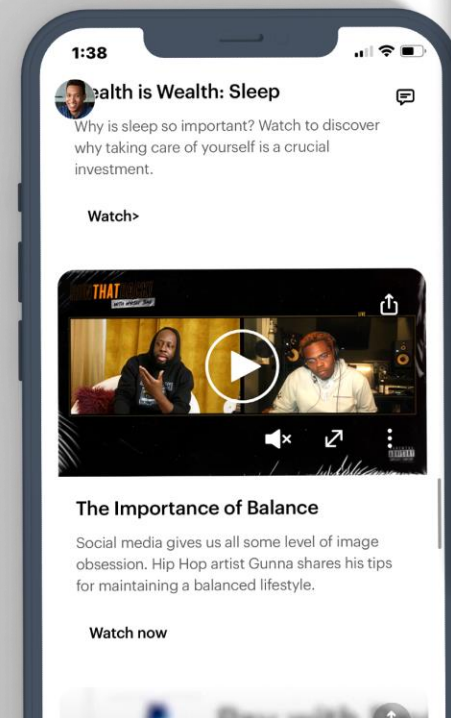 1:38
ealth is Wealth: Sleep
Why is sleep so important? Watch to discover
why taking care of yourself is a crucial
investment.
Watch>
THAT
The Importance of Balance
Social media gives us all some level of image
obsession. Hip Hop artist Gunna shares his tips
for maintaining a balanced lifestyle.
Watch now